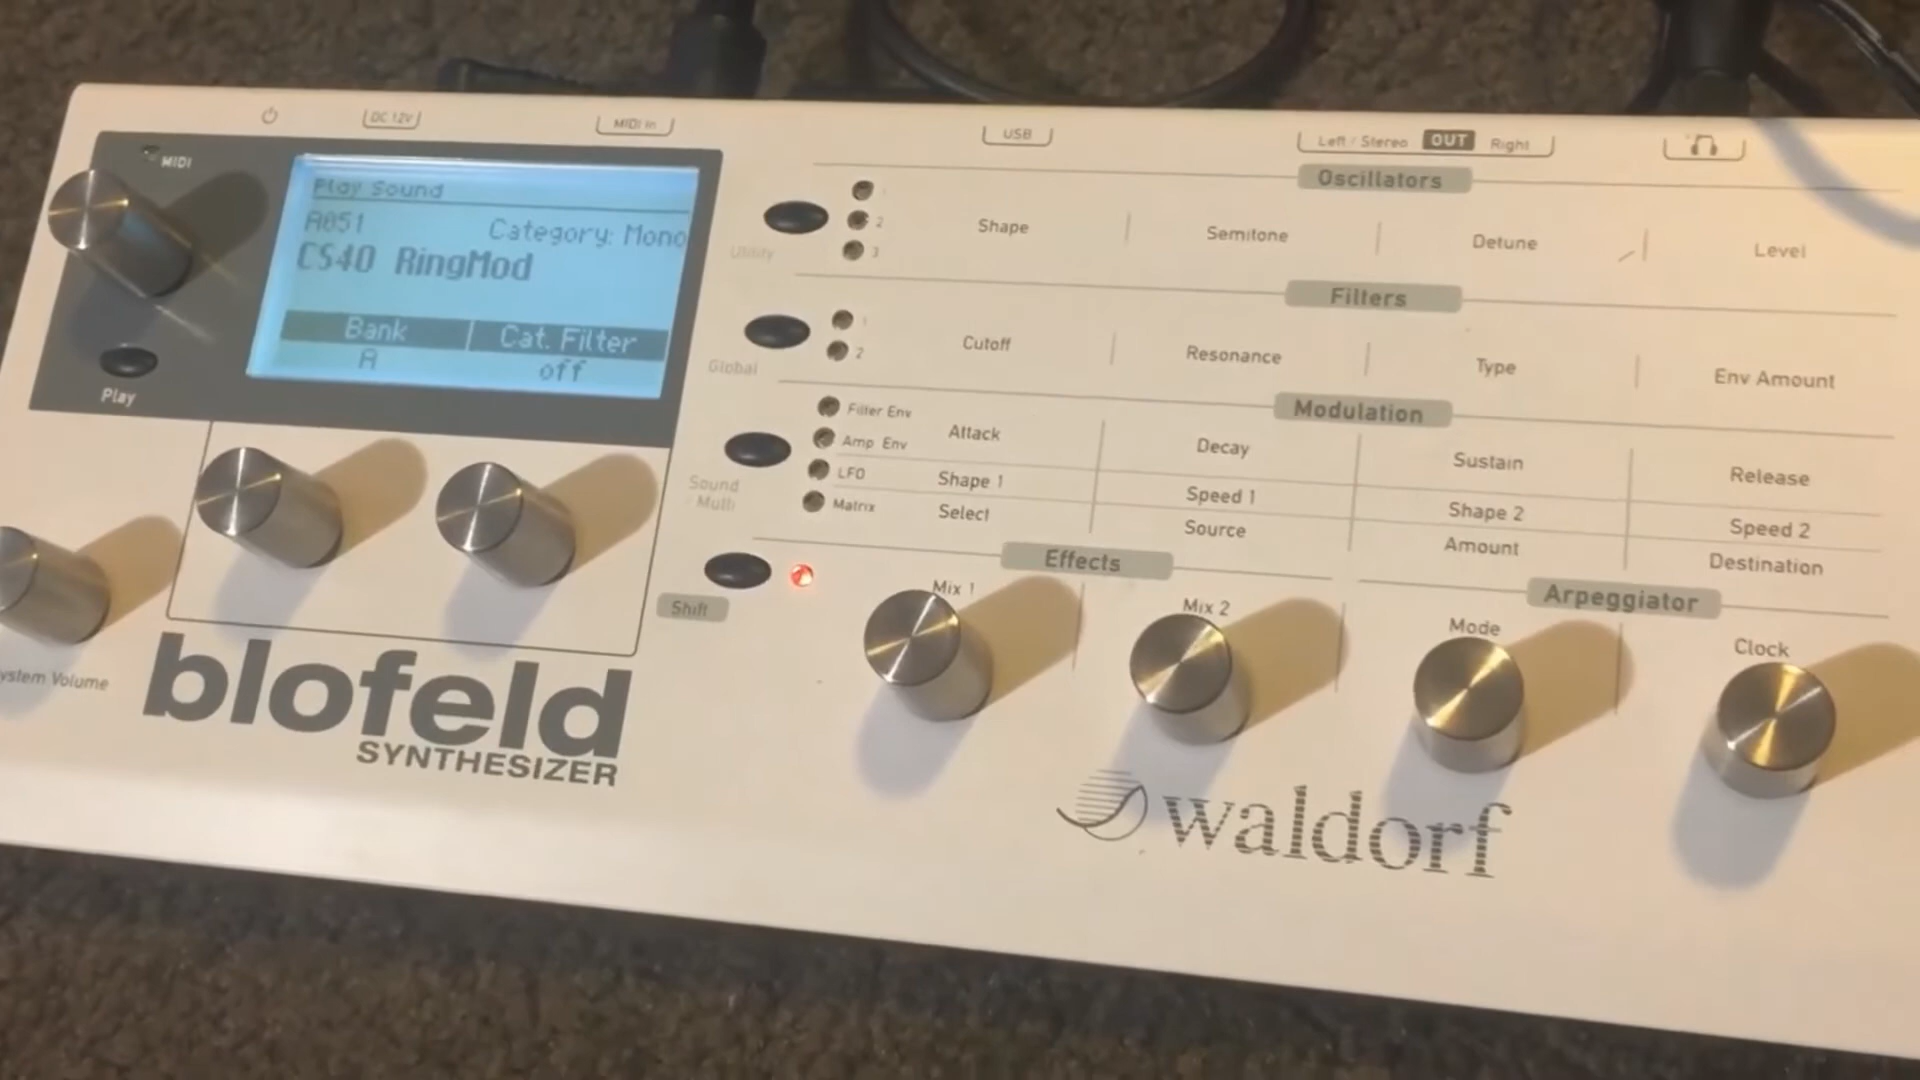 DC 12V
MIDI in
USB
Left / Stereo OUT Right
MIDI
Play Sound
A051
Category: Mono
CS40 RingMod
Bank
Cat. Filter
A
off
Play
Oscillators
1
2
3
Utility
Shape
Semitone
Detune
Level
Filters
1
2
Global
Cutoff
Resonance
Type
Env Amount
Modulation
Filter Env
Amp Env
LFO
Matrix
Sound
Multi
Attack
Decay
Sustain
Release
Shape 1
Speed 1
Shape 2
Speed 2
Select
Source
Amount
Destination
Shift
Effects
Mix 1
Mix 2
Arpeggiator
Mode
Clock
ystem Volume
blofeld
SYNTHESIZER
waldorf